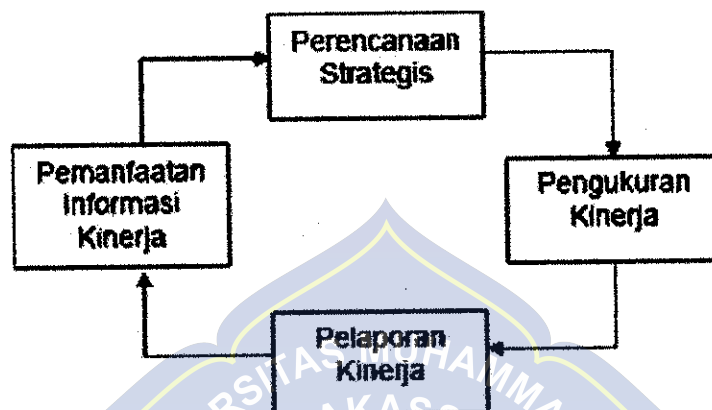 Perencanaan
Strategis
Pemanfaatan
Informasi
Kinerja
Pengukuran
Kinerja
Pelaporan
Kinerja